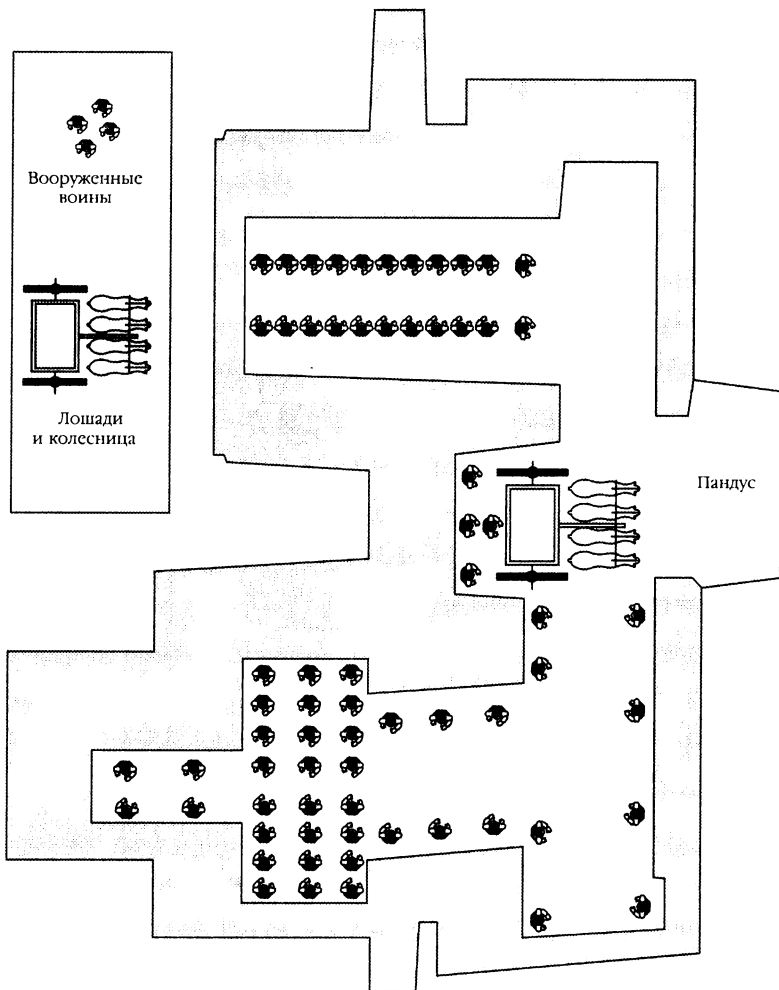 Вооруженные
воины
Лошади
и колесница
Пандус